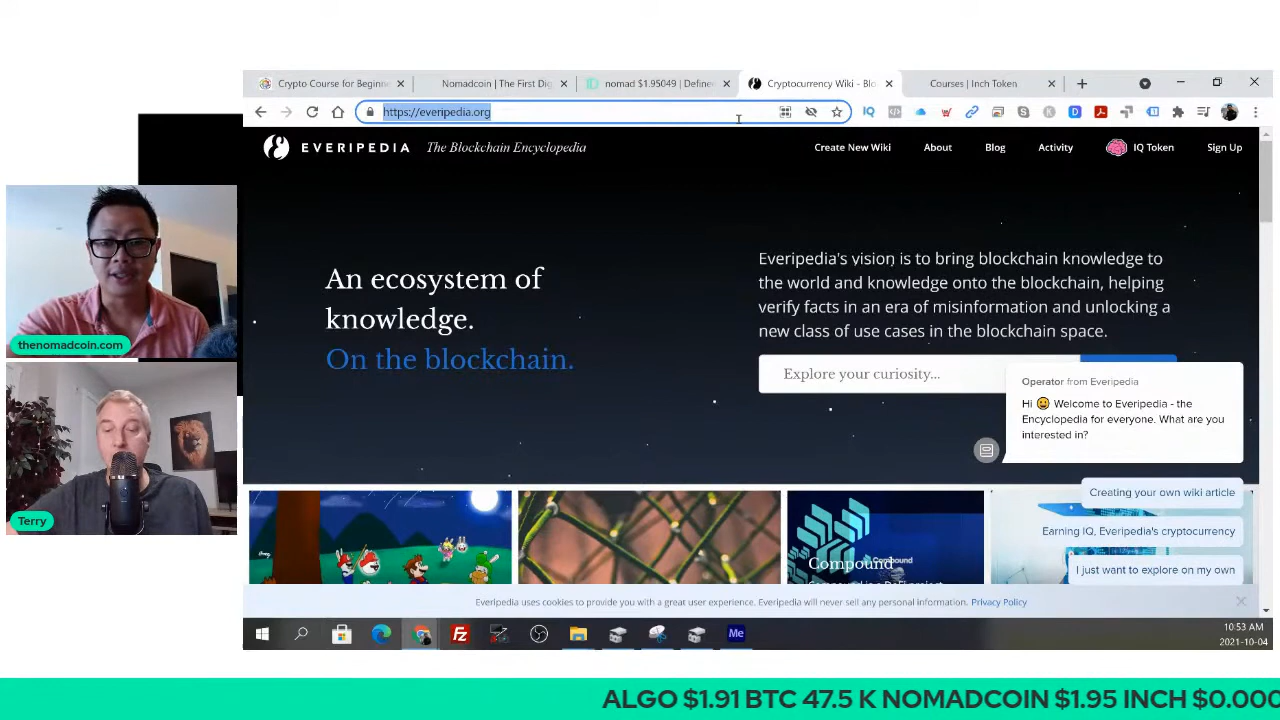 Crypto Course for Beginn
Nomadcoin | The First Dig
nomad $1.95049 | Define
Cryptocurrency Wiki - Blo
Courses | Inch Token
https://everipedia.org
EVERIPEDIA
The Blockchain Encyclopedia
Create New Wiki
About
Blog
Activity
IQ Token
Sign Up
An ecosystem of
knowledge.
On the blockchain.
Everipedia's vision is to bring blockchain knowledge to
the world and knowledge onto the blockchain, helping
verify facts in an era of misinformation and unlocking a
new class of use cases in the blockchain space.
Explore your curiosity...
Operator from Everipedia
Hi 😀 Welcome to Everipedia - the
Encyclopedia for everyone. What are you
interested in?
Creating your own wiki article
Earning IQ, Everipedia's cryptocurrency
I just want to explore on my own
Compound
Everipedia uses cookies to provide you with a great user experience. Everipedia will never sell any personal information. Privacy Policy
thenomadcoin.com
Terry
Me
10:53 AM
2021-10-04
ALGO $1.91 BTC 47.5 K NOMADCOIN $1.95 INCH $0.000